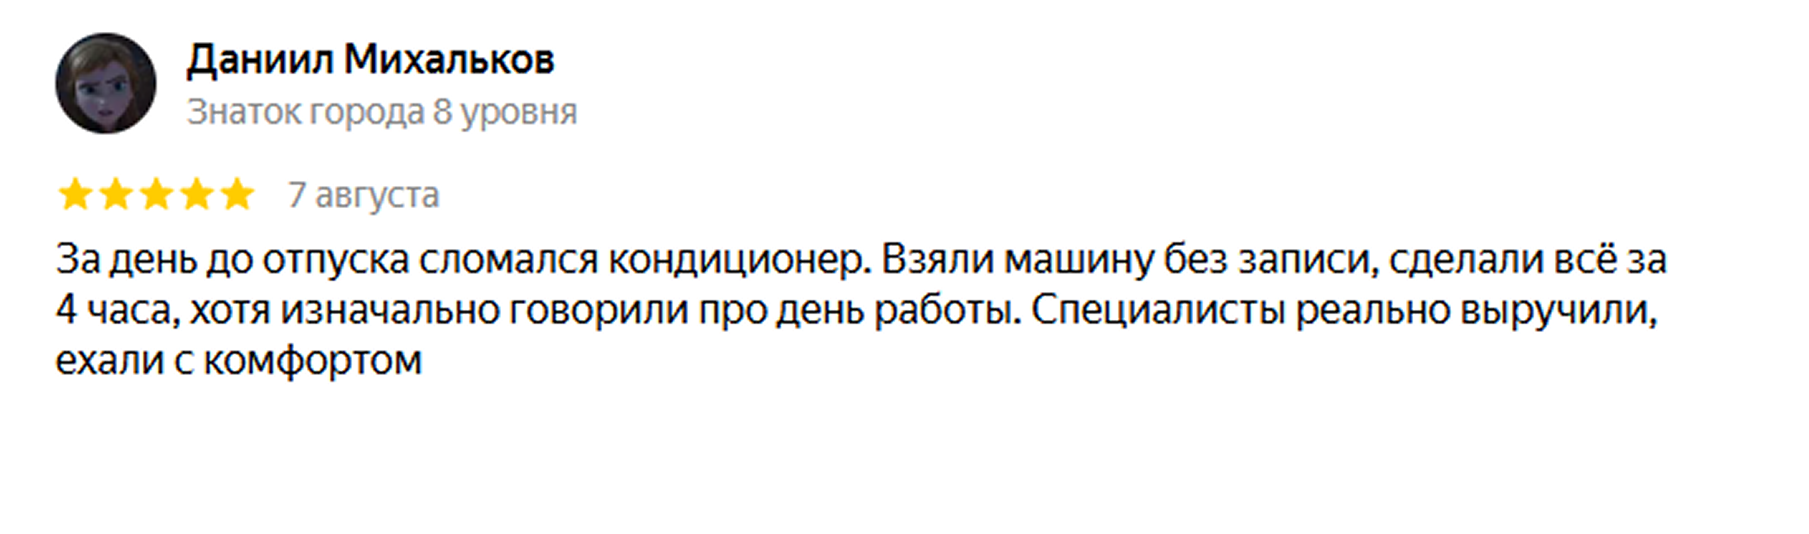 Даниил Михальков
Знаток города 8 уровня
7 августа
За день до отпуска сломался кондиционер. Взяли машину без записи, сделали всё за
4 часа, хотя изначально говорили про день работы. Специалисты реально выручили,
ехали с комфортом